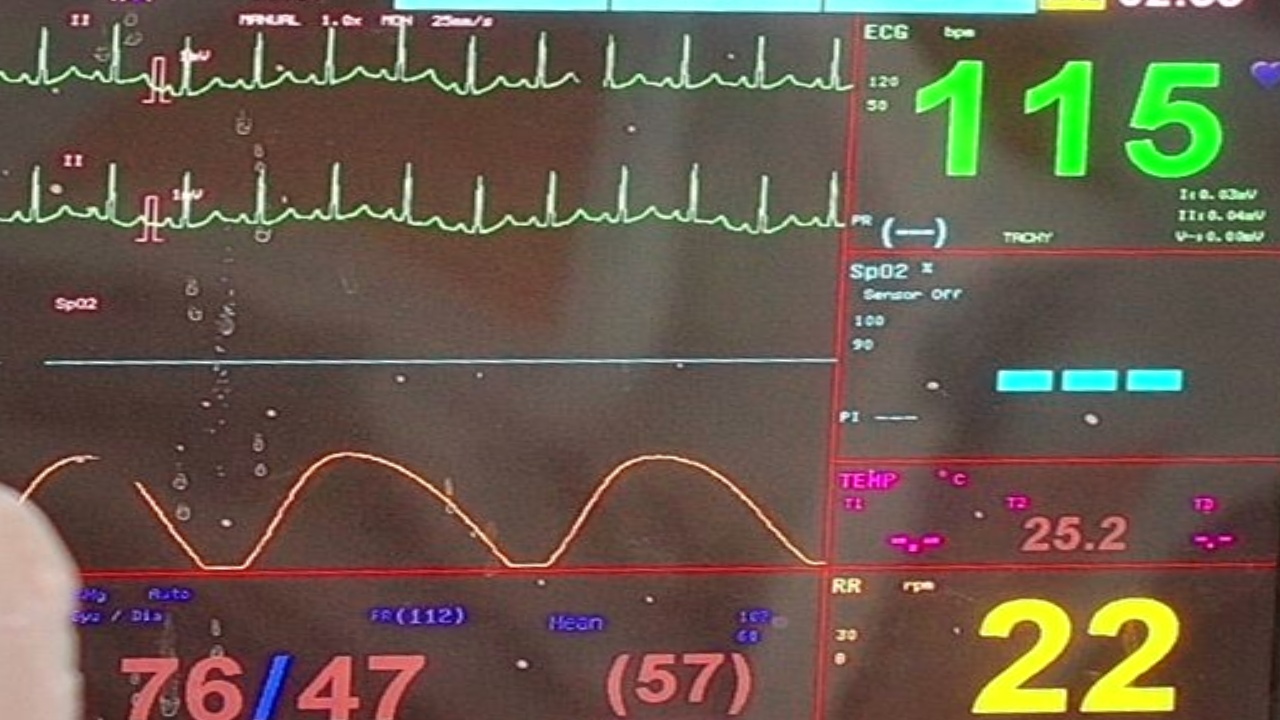 II MANUAL 1.0x MON 25mm/s
1mV
ECG bpm
120
50
115
II
1mV
I:0.03mV
II:0.04mV
V-:0.00mV
PR (---)
TACHY
SpO2 %
Sensor Off
SpO2
100
90
PI ---
TEMP °C
T1 T2 T3
-.- 25.2 -.-
Auto
Sys / Dia
PR(112)
Mean
76/47
(57)
RR rpm
30
8
22